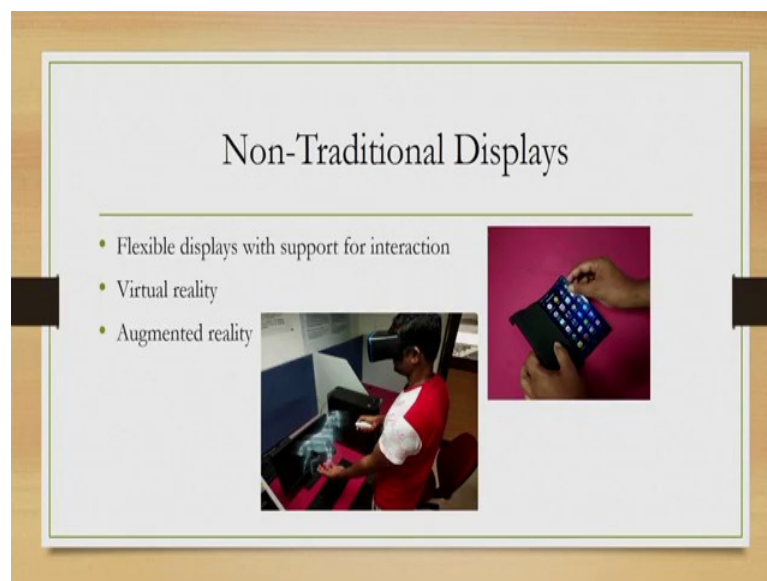 Non-Traditional Displays
• Flexible displays with support for interaction
• Virtual reality
• Augmented reality